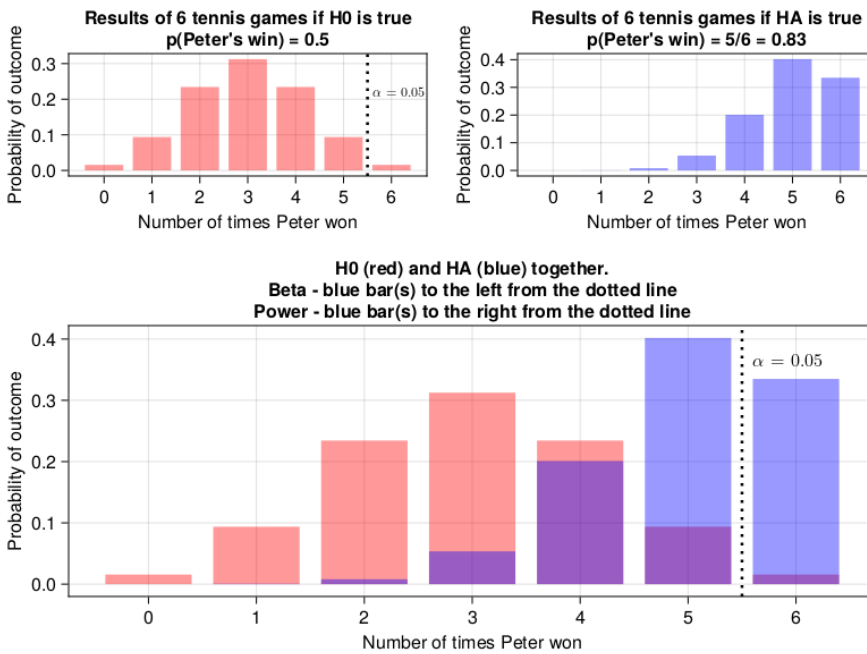 Results of 6 tennis games if H0 is true
p(Peter's win) = 0.5
Probability of outcome
0.3
0.2
0.1
0.0
α = 0.05
0 1 2 3 4 5 6
Number of times Peter won
Results of 6 tennis games if HA is true
p(Peter's win) = 5/6 = 0.83
Probability of outcome
0.4
0.3
0.2
0.1
0.0
0 1 2 3 4 5 6
Number of times Peter won
H0 (red) and HA (blue) together.
Beta - blue bar(s) to the left from the dotted line
Power - blue bar(s) to the right from the dotted line
Probability of outcome
0.4
0.3
0.2
0.1
0.0
α = 0.05
0 1 2 3 4 5 6
Number of times Peter won